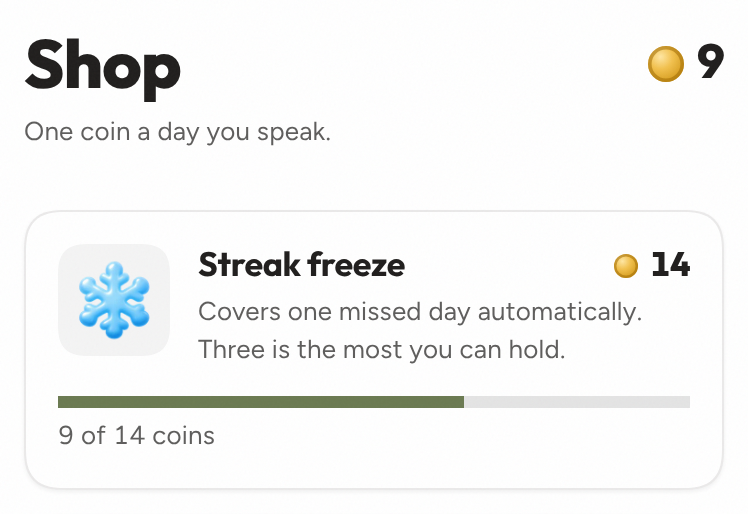 Shop
9
One coin a day you speak.
Streak freeze
14
Covers one missed day automatically.
Three is the most you can hold.
9 of 14 coins